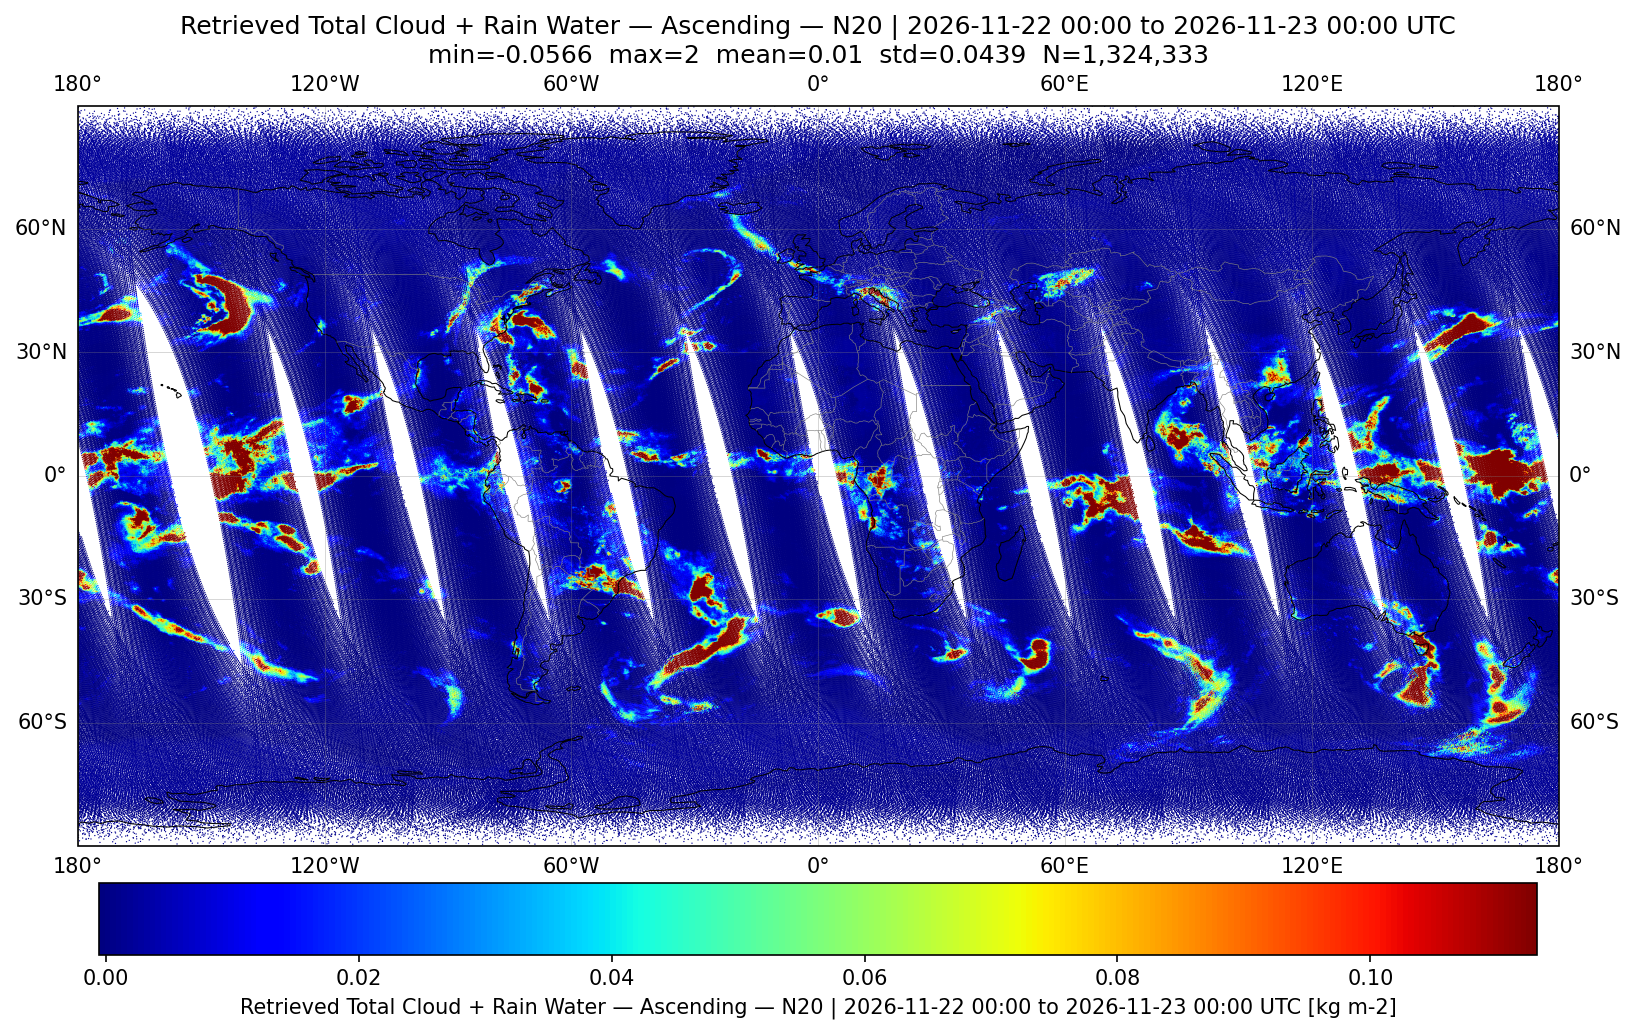 Retrieved Total Cloud + Rain Water — Ascending — N20 | 2026-11-22 00:00 to 2026-11-23 00:00 UTC
min=-0.0566 max=2 mean=0.01 std=0.0439 N=1,324,333
180° 120°W 60°W 0° 60°E 120°E 180°
60°N 60°N
30°N 30°N
0° 0°
30°S 30°S
60°S 60°S
180° 120°W 60°W 0° 60°E 120°E 180°
0.00 0.02 0.04 0.06 0.08 0.10
Retrieved Total Cloud + Rain Water — Ascending — N20 | 2026-11-22 00:00 to 2026-11-23 00:00 UTC [kg m-2]